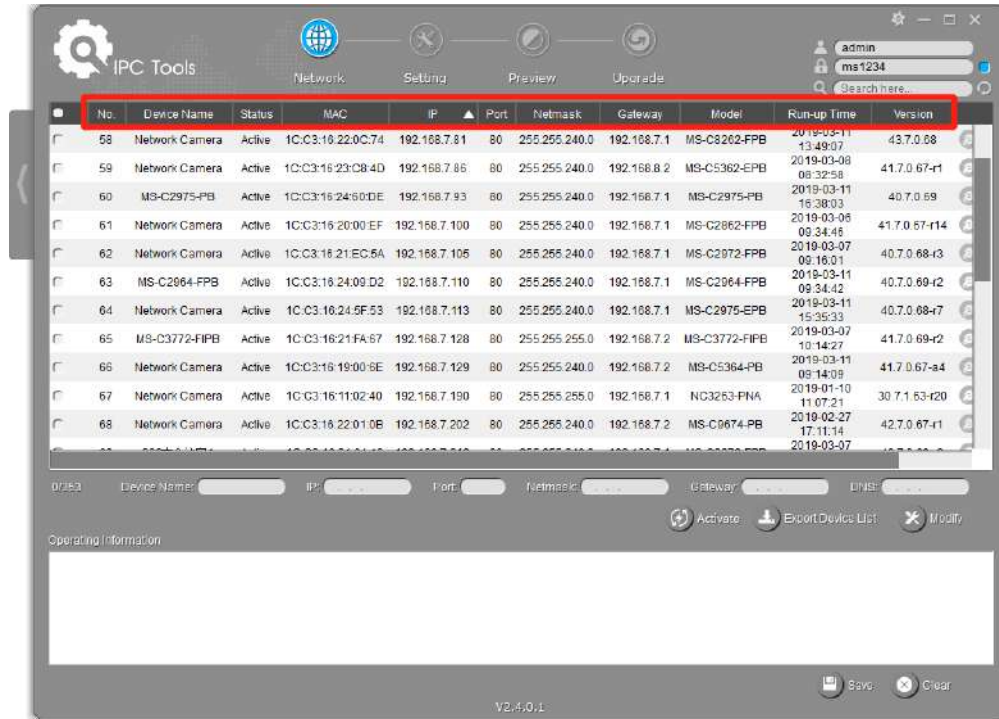 IPC Tools
Network Setting Preview Upgrade
admin
ms1234
Search here...
No. Device Name Status MAC IP Port Netmask Gateway Model Run-up Time Version
58 Network Camera Active 1C:C3:16:22:0C:74 192.168.7.81 80 255.255.240.0 192.168.7.1 MS-C8262-FPB 2019-03-11 13:49:07 43.7.0.68
59 Network Camera Active 1C:C3:16:23:C8:4D 192.168.7.86 80 255.255.240.0 192.168.8.2 MS-C5362-EPB 2019-03-08 08:32:58 41.7.0.67-r1
60 MS-C2975-PB Active 1C:C3:16:24:60:DE 192.168.7.93 80 255.255.240.0 192.168.7.1 MS-C2975-PB 2019-03-11 16:38:03 40.7.0.69
61 Network Camera Active 1C:C3:16:20:00:EF 192.168.7.100 80 255.255.240.0 192.168.7.1 MS-C2862-FPB 2019-03-06 09:34:46 41.7.0.67-r14
62 Network Camera Active 1C:C3:16:21:EC:5A 192.168.7.105 80 255.255.240.0 192.168.7.1 MS-C2972-FPB 2019-03-07 09:16:01 40.7.0.68-r3
63 MS-C2964-FPB Active 1C:C3:16:24:09:D2 192.168.7.110 80 255.255.240.0 192.168.7.1 MS-C2964-FPB 2019-03-11 09:34:42 40.7.0.69-r2
64 Network Camera Active 1C:C3:16:24:5F:53 192.168.7.113 80 255.255.240.0 192.168.7.1 MS-C2975-EPB 2019-03-11 15:35:33 40.7.0.68-r7
65 MS-C3772-FIPB Active 1C:C3:16:21:FA:67 192.168.7.128 80 255.255.255.0 192.168.7.2 MS-C3772-FIPB 2019-03-07 10:14:27 41.7.0.69-r2
66 Network Camera Active 1C:C3:16:19:00:6E 192.168.7.129 80 255.255.240.0 192.168.7.2 MS-C5364-PB 2019-03-11 09:14:09 41.7.0.67-a4
67 Network Camera Active 1C:C3:16:11:02:40 192.168.7.190 80 255.255.255.0 192.168.7.1 NC3263-PNA 2019-01-10 11:07:21 30.7.1.63-r20
68 Network Camera Active 1C:C3:16:22:01:0B 192.168.7.202 80 255.255.240.0 192.168.7.2 MS-C9674-PB 2019-02-27 17:11:14 42.7.0.67-r1
2019-03-07
0/253 Device Name: IP: Port: Netmask: Gateway: DNS:
Activate Export Device List Modify
Operating Information
Save Clear
V2.4.0.1